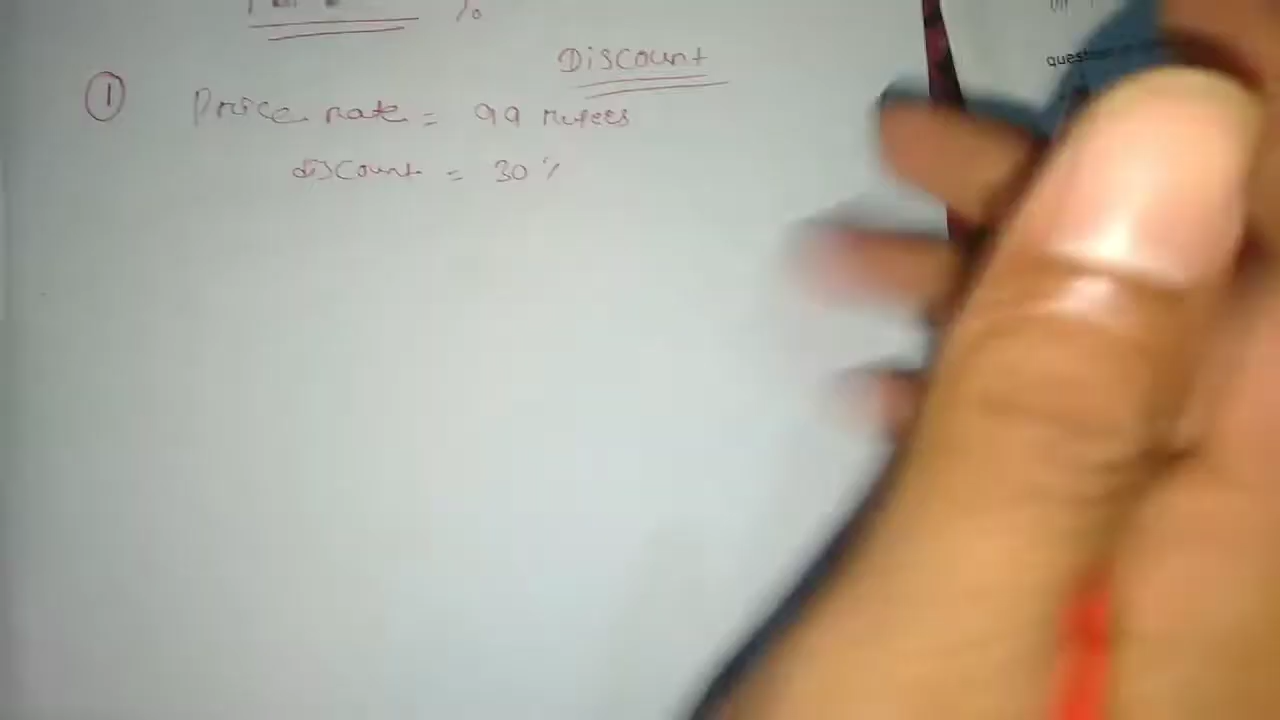 %
Discount
① Price rate = 99 rupees
discount = 30%